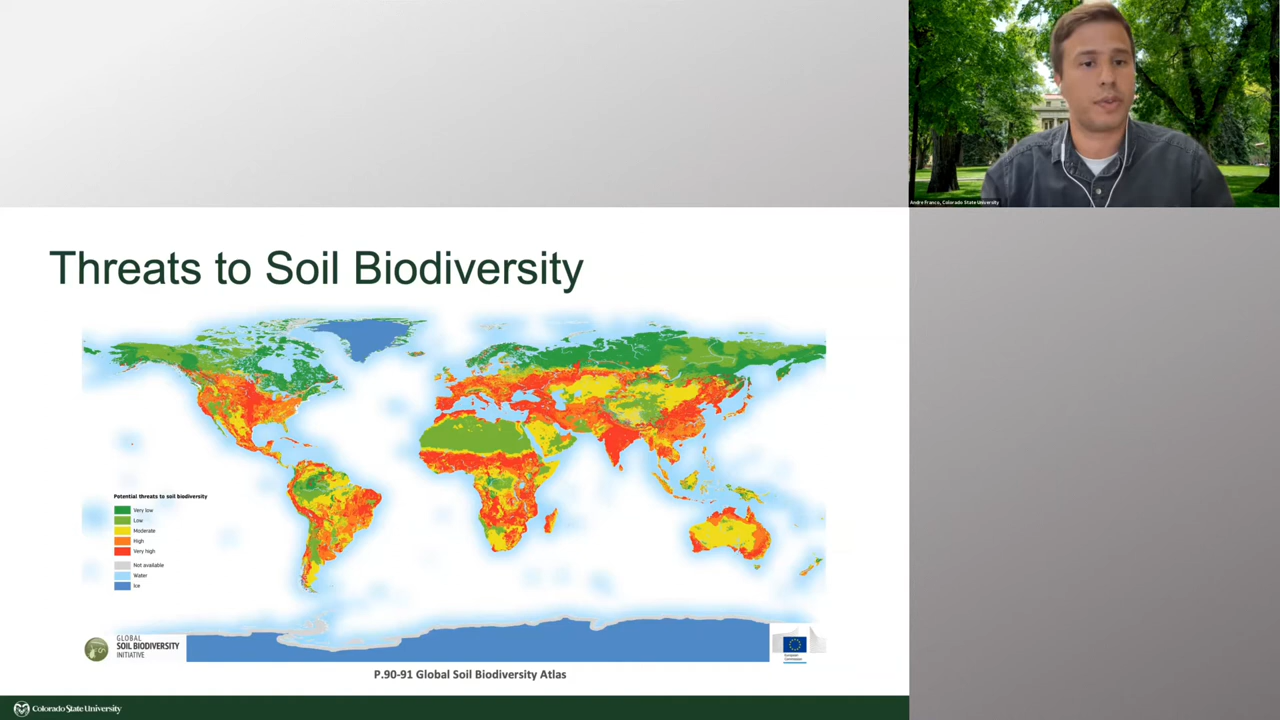 Andre Franco, Colorado State University
Threats to Soil Biodiversity
Potential threats to soil biodiversity
Very low
Low
Moderate
High
Very high
Not available
Water
Ice
GLOBAL
SOIL BIODIVERSITY
INITIATIVE
European
Commission
P.90-91 Global Soil Biodiversity Atlas
Colorado State University